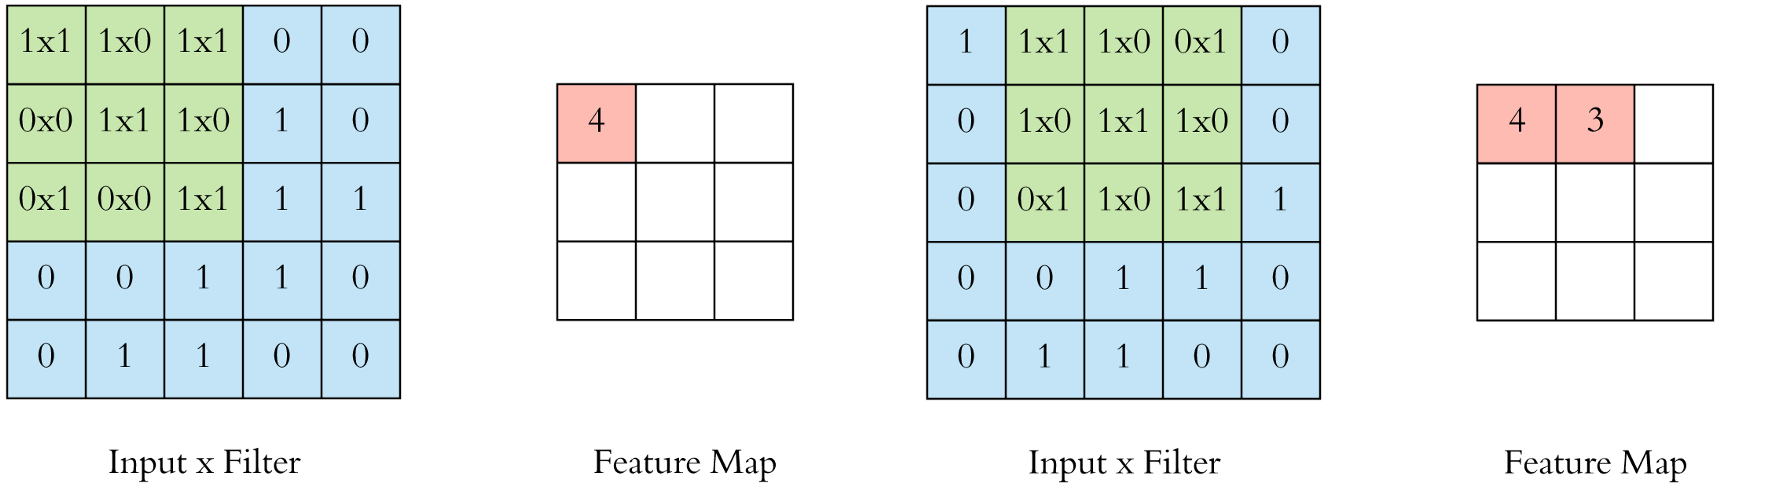 1x1 1x0 1x1 0 0
0x0 1x1 1x0 1 0
0x1 0x0 1x1 1 1
0 0 1 1 0
0 1 1 0 0
Input x Filter
4
Feature Map
1 1x1 1x0 0x1 0
0 1x0 1x1 1x0 0
0 0x1 1x0 1x1 1
0 0 1 1 0
0 1 1 0 0
Input x Filter
4 3
Feature Map